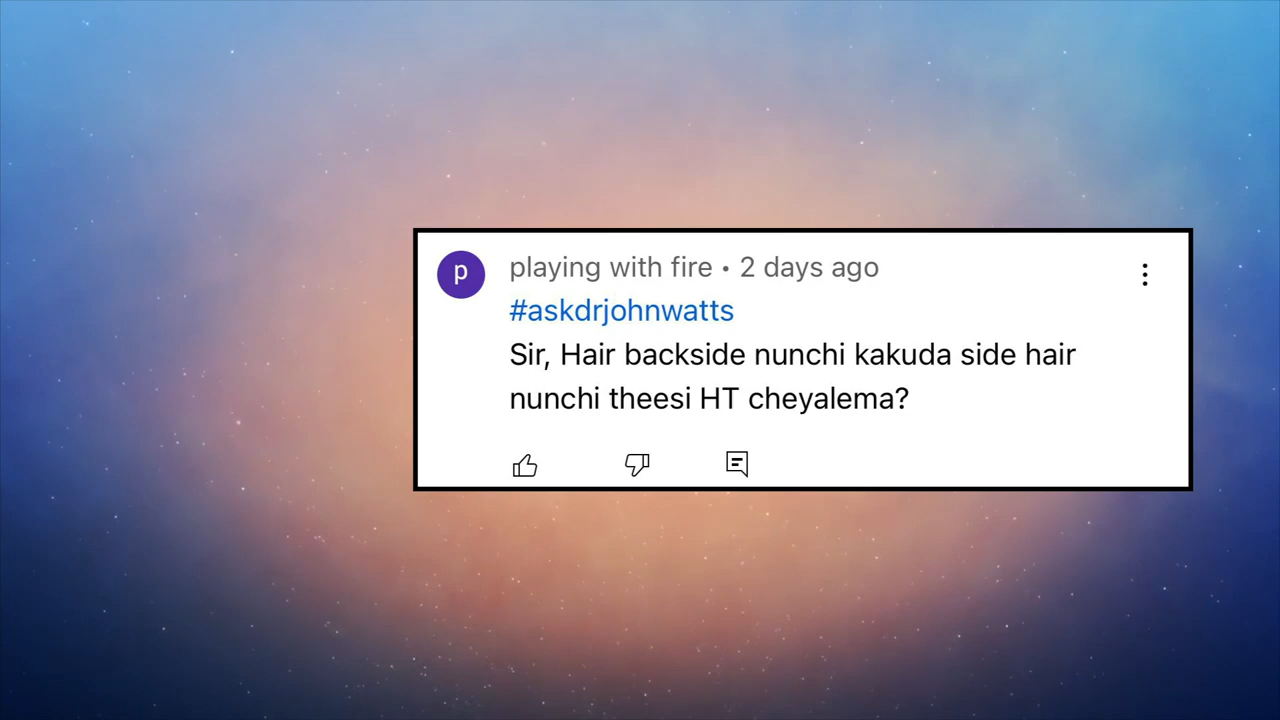 p
playing with fire • 2 days ago
#askdrjohnwatts
Sir, Hair backside nunchi kakuda side hair
nunchi theesi HT cheyalema?